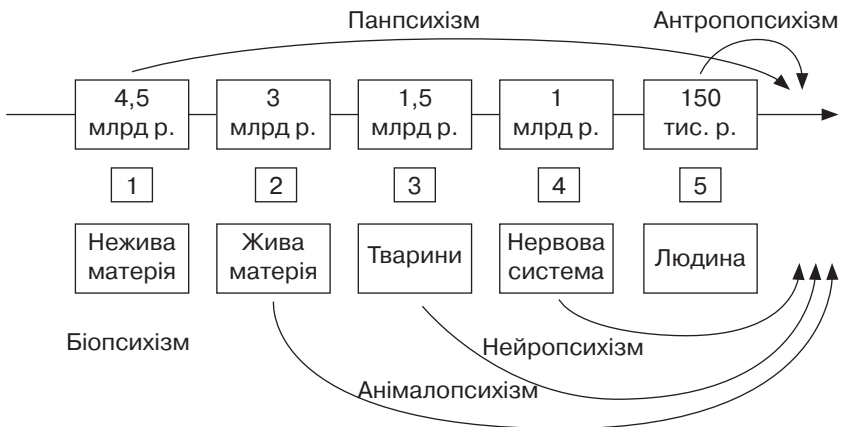 Панпсихізм Антропопсихізм
4,5 3 1,5 1 150
млрд р. млрд р. млрд р. млрд р. тис. р.
1 2 3 4 5
Нежива Жива Тварини Нервова Людина
матерія матерія система
Біопсихізм Нейропсихізм
Анімалопсихізм